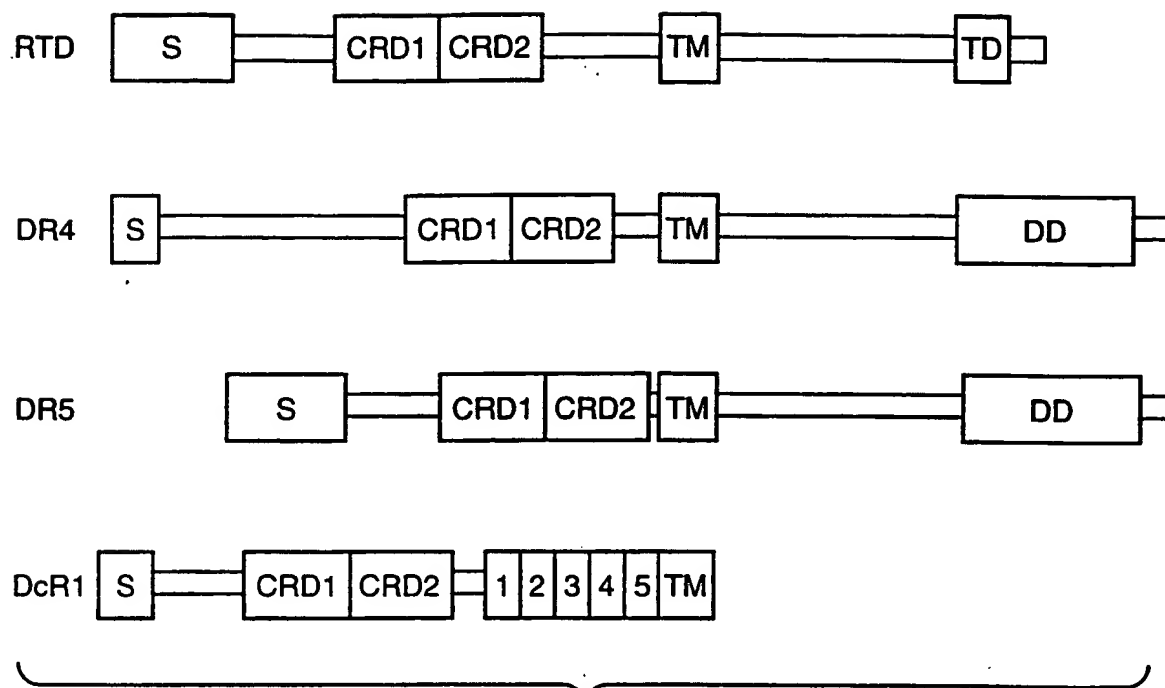 RTD S CRD1 CRD2 TM TD
DR4 S CRD1 CRD2 TM DD
DR5 S CRD1 CRD2 TM DD
DcR1 S CRD1 CRD2 1 2 3 4 5 TM